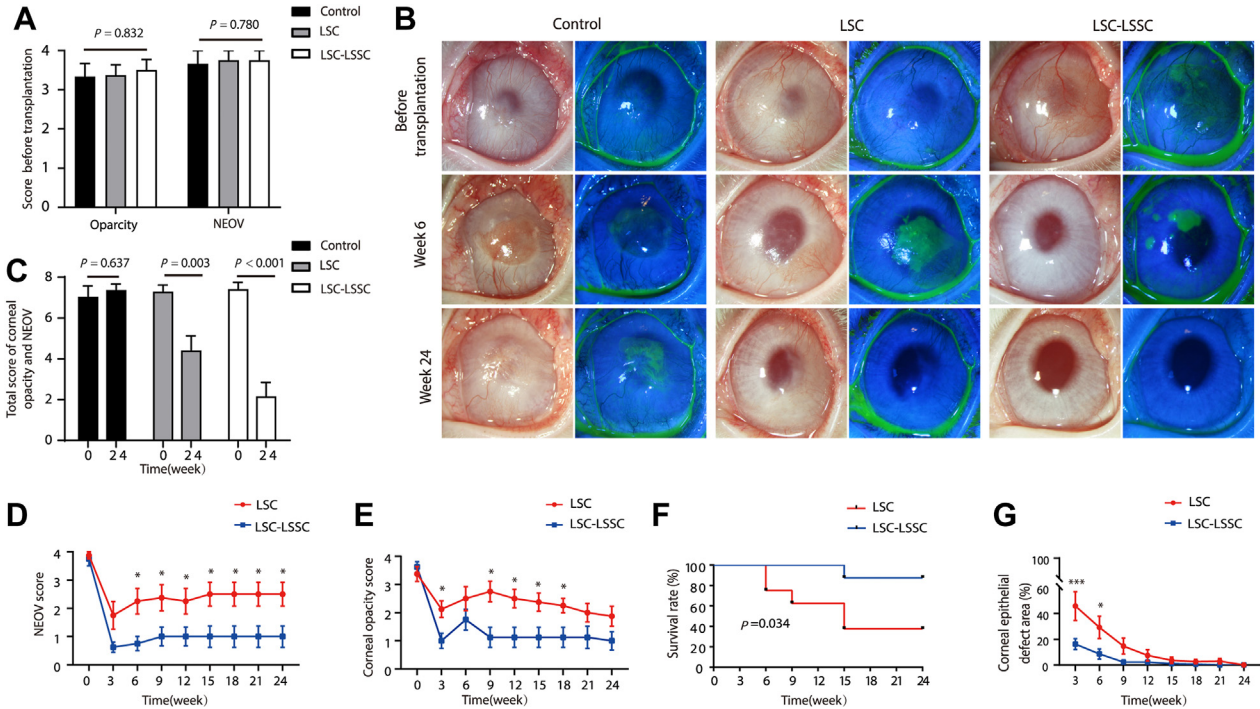 A
Control
LSC
LSC-LSSC
P = 0.832
P = 0.780
Score before transplantation
4
3
2
1
0
Oparcity
NEOV
B
Control
LSC
LSC-LSSC
Before
transplantation
Week 6
Week 24
C
Control
LSC
LSC-LSSC
P = 0.637
P = 0.003
P < 0.001
Total score of corneal
opacity and NEOV
8
6
4
2
0
0 24 0 24 0 24
Time(week)
D
LSC
LSC-LSSC
NEOV score
4
3
2
1
0
* * * * * * *
0 3 6 9 12 15 18 21 24
Time(week)
E
LSC
LSC-LSSC
Corneal opacity score
4
3
2
1
0
* * * * *
0 3 6 9 12 15 18 21 24
Time(week)
F
LSC
LSC-LSSC
Survival rate (%)
100
80
60
40
20
0
p=0.034
0 3 6 9 12 15 18 21 24
Time(week)
G
LSC
LSC-LSSC
Corneal epithelial
defect area (%)
100
60
40
20
0
*** *
3 6 9 12 15 18 21 24
Time(week)